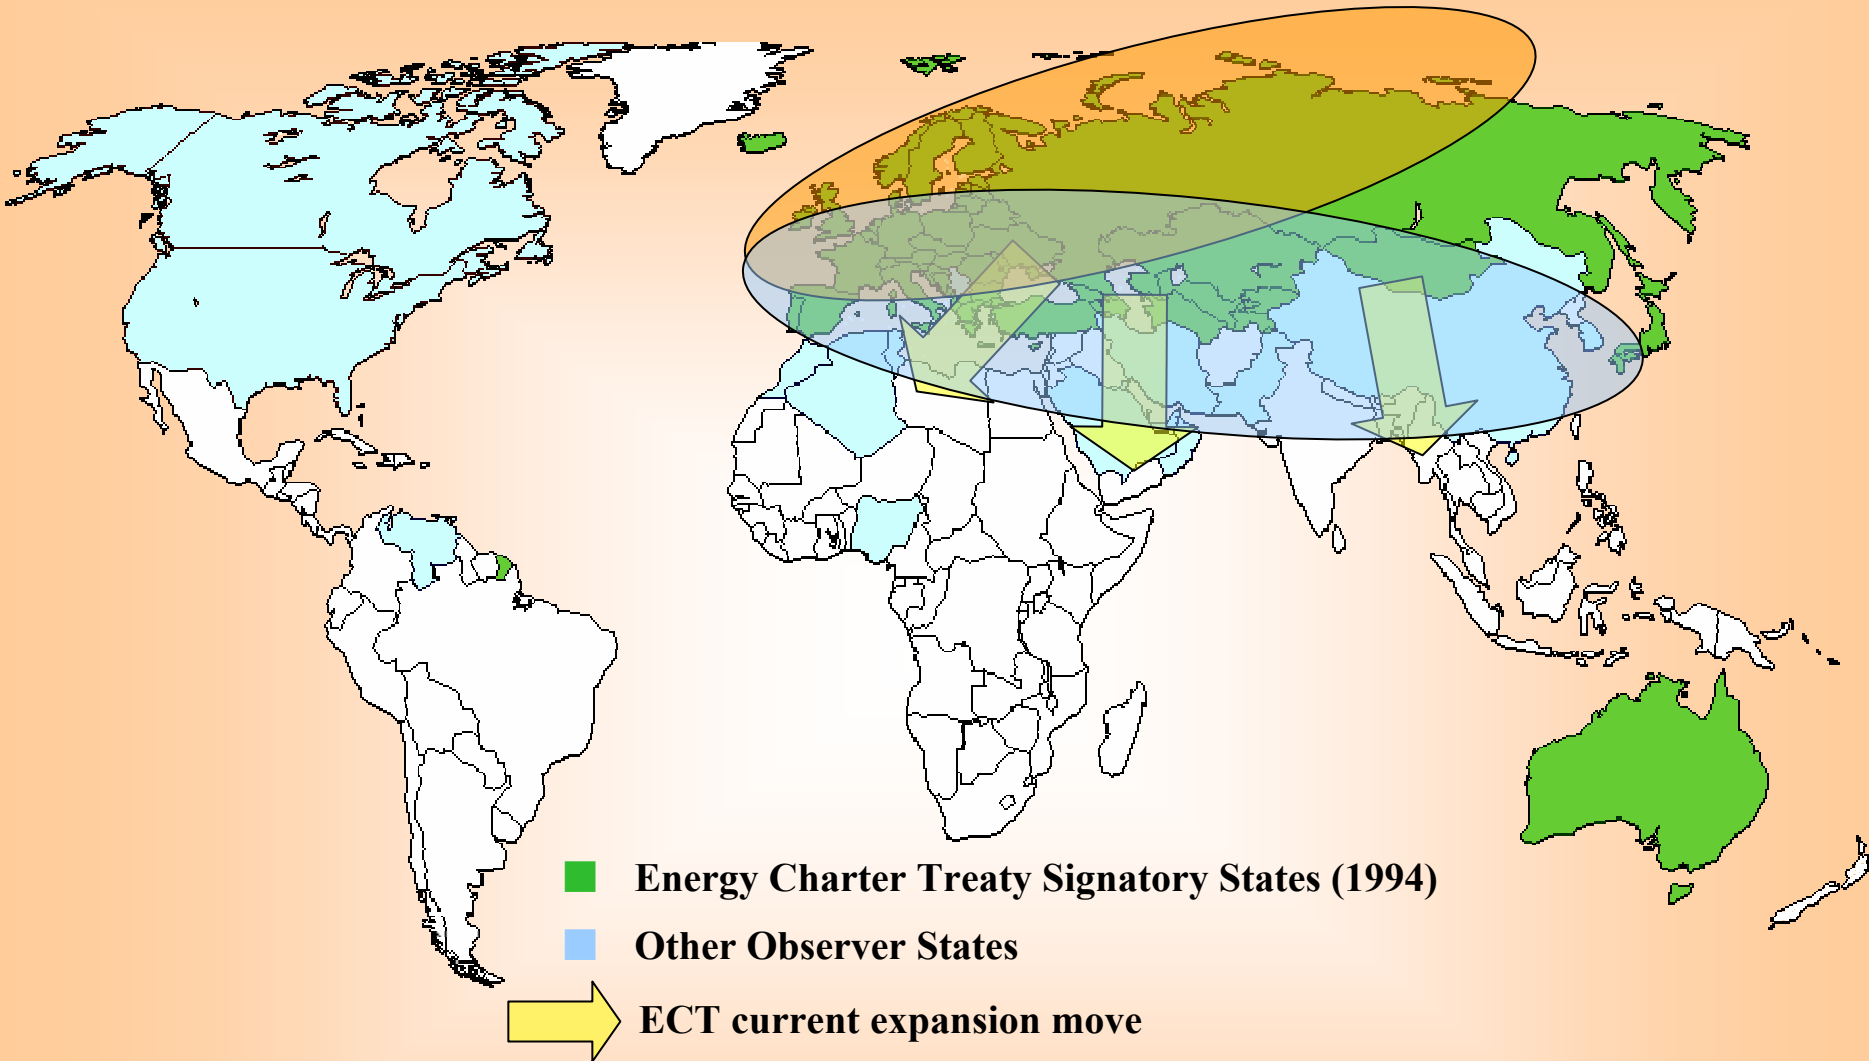 Energy Charter Treaty Signatory States (1994)
Other Observer States
ECT current expansion move